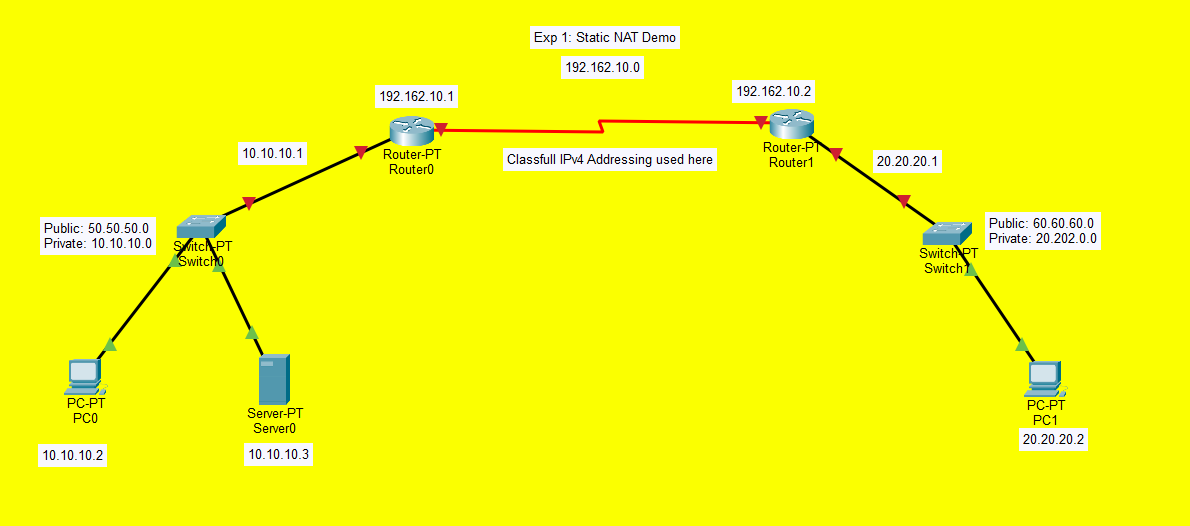 Exp 1: Static NAT Demo
192.162.10.0
192.162.10.1
192.162.10.2
Router-PT
Router0
Classfull IPv4 Addressing used here
Router-PT
Router1
10.10.10.1
20.20.20.1
Public: 50.50.50.0
Private: 10.10.10.0
Switch-PT
Switch0
Public: 60.60.60.0
Private: 20.202.0.0
Switch-PT
Switch1
PC-PT
PC0
10.10.10.2
Server-PT
Server0
10.10.10.3
PC-PT
PC1
20.20.20.2